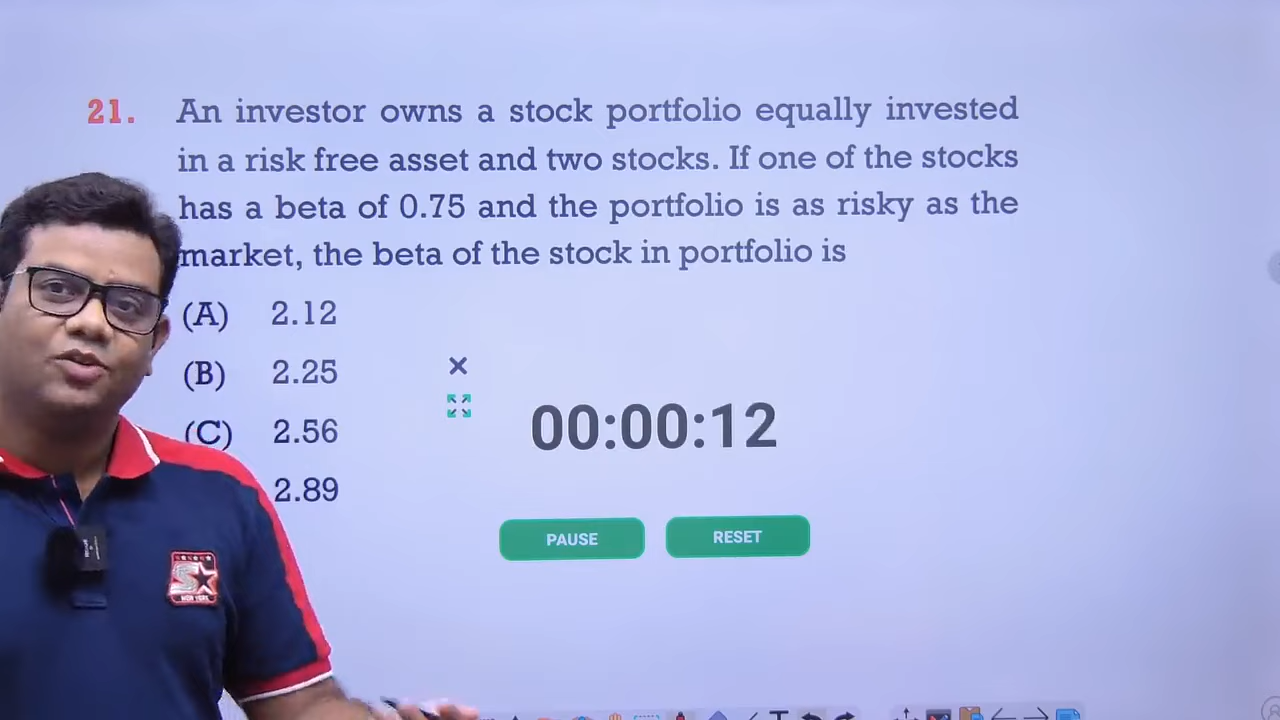 21. An investor owns a stock portfolio equally invested
in a risk free asset and two stocks. If one of the stocks
has a beta of 0.75 and the portfolio is as risky as the
market, the beta of the stock in portfolio is
(A) 2.12
(B) 2.25
(C) 2.56
2.89
00:00:12
PAUSE RESET
NEW YORK